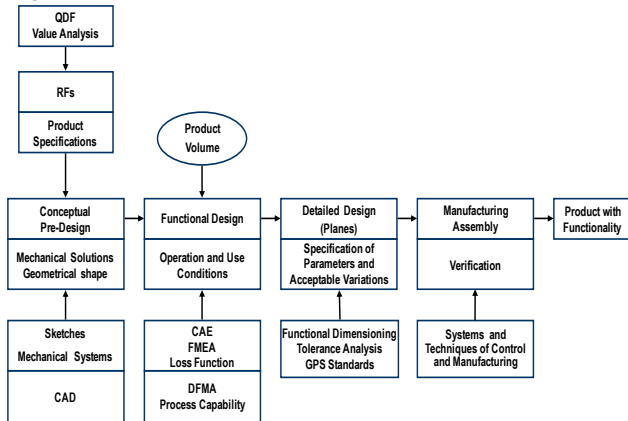 QDF
Value Analysis
RFs
Product
Specifications
Product
Volume
Conceptual
Pre-Design
Mechanical Solutions
Geometrical shape
Functional Design
Operation and Use
Conditions
Detailed Design
(Planes)
Specification of
Parameters and
Acceptable Variations
Manufacturing
Assembly
Verification
Product with
Functionality
Sketches
Mechanical Systems
CAD
CAE
FMEA
Loss Function
DFMA
Process Capability
Functional Dimensioning
Tolerance Analysis
GPS Standards
Systems and
Techniques of Control
and Manufacturing